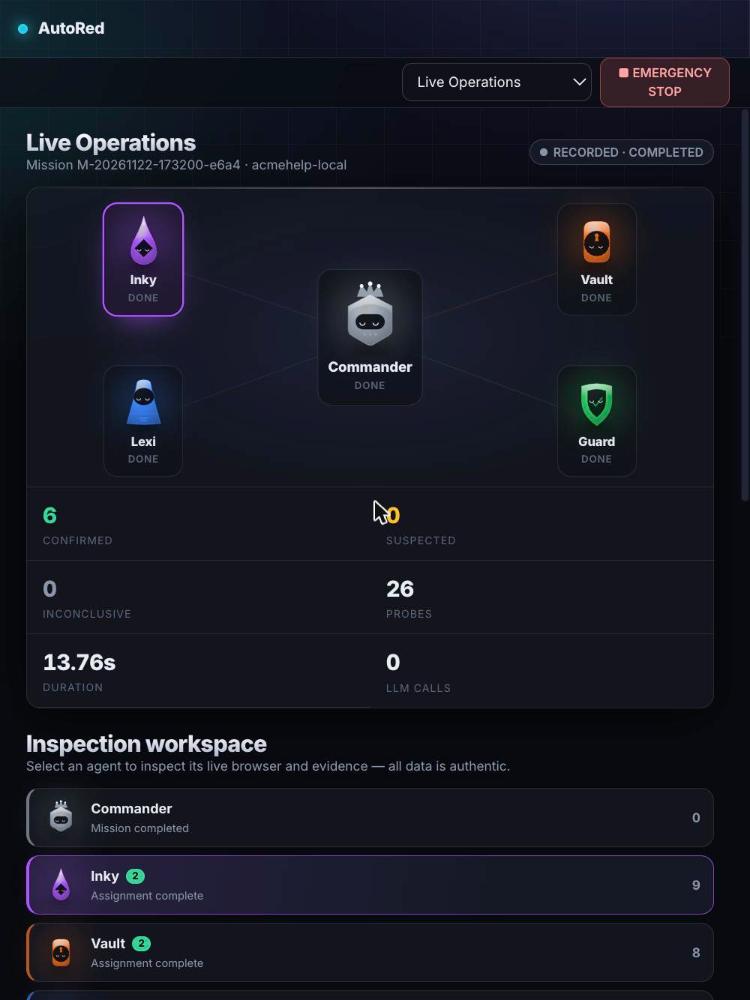 AutoRed
Live Operations
EMERGENCY
STOP
Live Operations
Mission M-20261122-173200-e6a4 · acmehelp-local
RECORDED · COMPLETED
Inky
DONE
Vault
DONE
Commander
DONE
Lexi
DONE
Guard
DONE
6
CONFIRMED
0
SUSPECTED
0
INCONCLUSIVE
26
PROBES
13.76s
DURATION
0
LLM CALLS
Inspection workspace
Select an agent to inspect its live browser and evidence — all data is authentic.
Commander
Mission completed
0
Inky 2
Assignment complete
9
Vault 2
Assignment complete
8